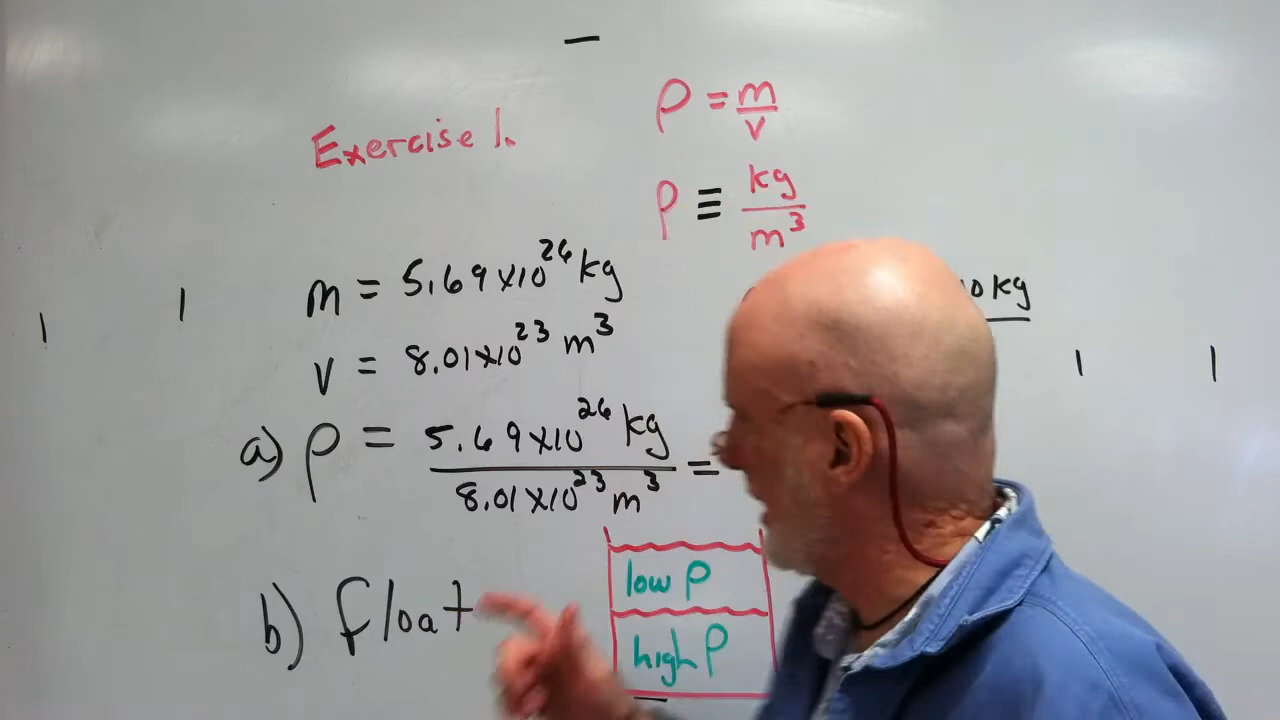 Exercise 1.
ρ = m/v
ρ ≡ kg/m³
m = 5.69×10²⁶ kg
v = 8.01×10²³ m³
kg
a) ρ = 5.69×10²⁶ kg / 8.01×10²³ m³ =
b) float
low ρ
high ρ